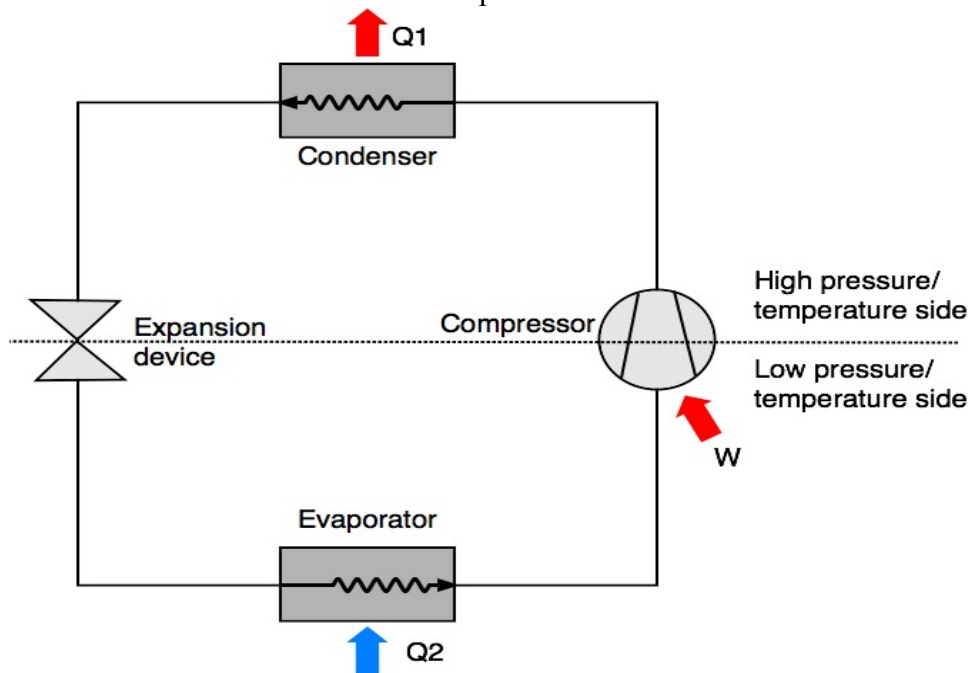 Q1
Condenser
High pressure/
temperature side
Compressor
Expansion
device
Low pressure/
temperature side
W
Evaporator
Q2